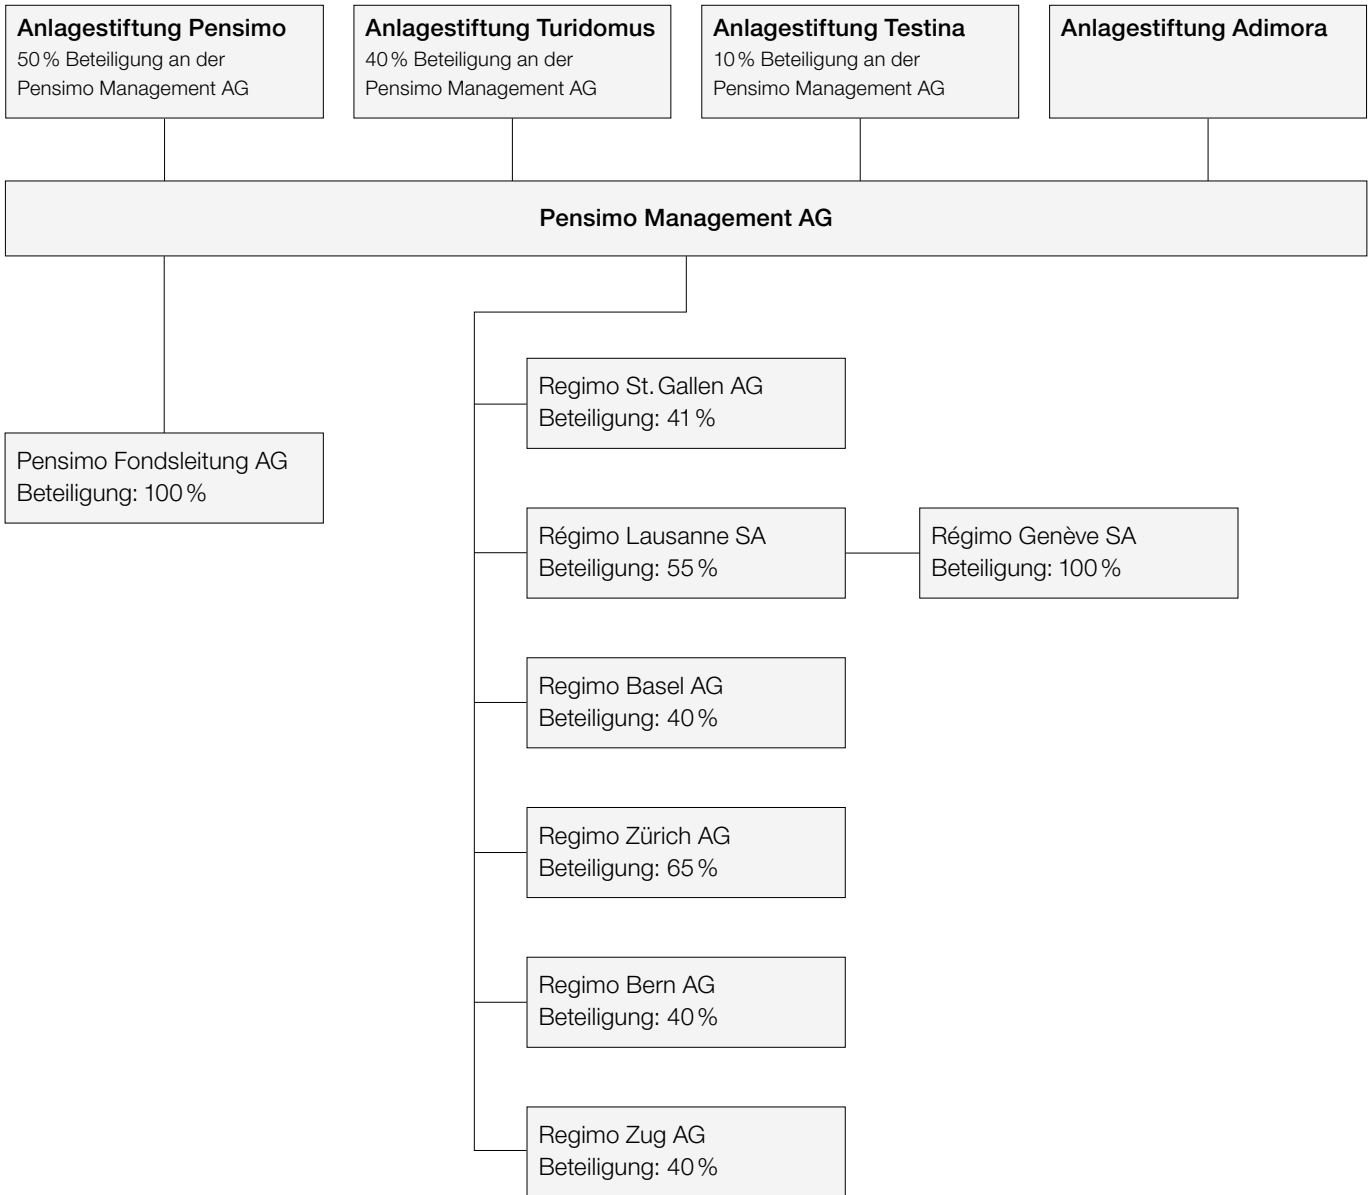 Anlagestiftung Pensimo
50% Beteiligung an der
Pensimo Management AG
Anlagestiftung Turidomus
40% Beteiligung an der
Pensimo Management AG
Anlagestiftung Testina
10% Beteiligung an der
Pensimo Management AG
Anlagestiftung Adimora
Pensimo Management AG
Regimo St. Gallen AG
Beteiligung: 41%
Pensimo Fondsleitung AG
Beteiligung: 100%
Régimo Lausanne SA
Beteiligung: 55%
Régimo Genève SA
Beteiligung: 100%
Regimo Basel AG
Beteiligung: 40%
Regimo Zürich AG
Beteiligung: 65%
Regimo Bern AG
Beteiligung: 40%
Regimo Zug AG
Beteiligung: 40%